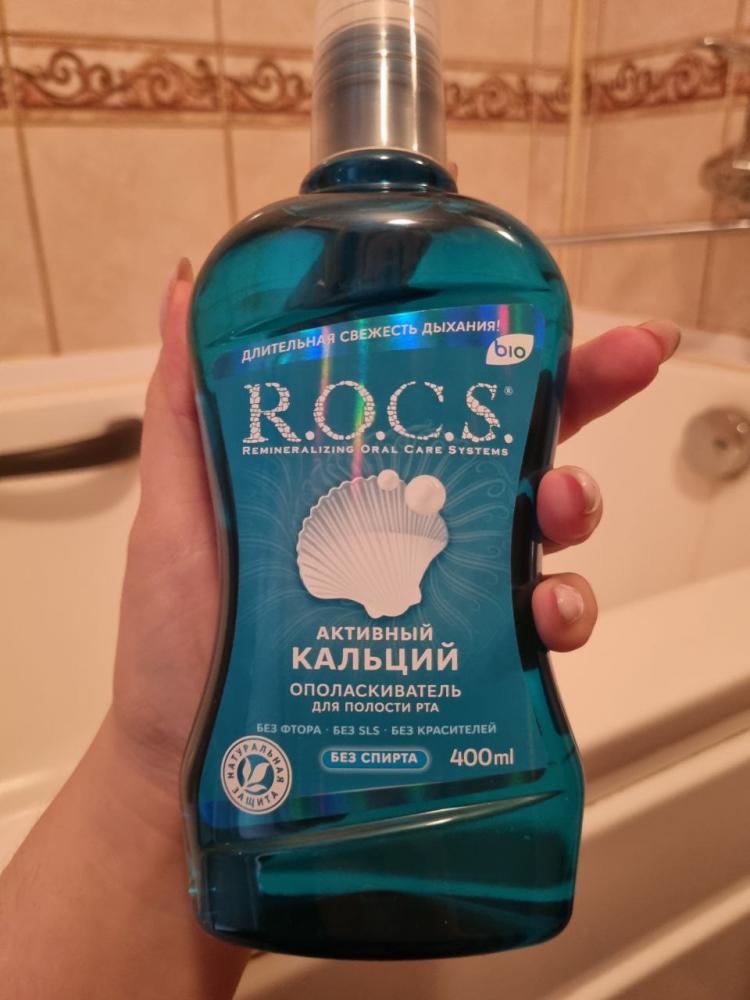 ДЛИТЕЛЬНАЯ СВЕЖЕСТЬ ДЫХАНИЯ!
bio
R.O.C.S.®
REMINERALIZING ORAL CARE SYSTEMS
АКТИВНЫЙ
КАЛЬЦИЙ
ОПОЛАСКИВАТЕЛЬ
ДЛЯ ПОЛОСТИ РТА
БЕЗ ФТОРА · БЕЗ SLS · БЕЗ КРАСИТЕЛЕЙ
БЕЗ СПИРТА 400ml
НАТУРАЛЬНАЯ ЗАЩИТА